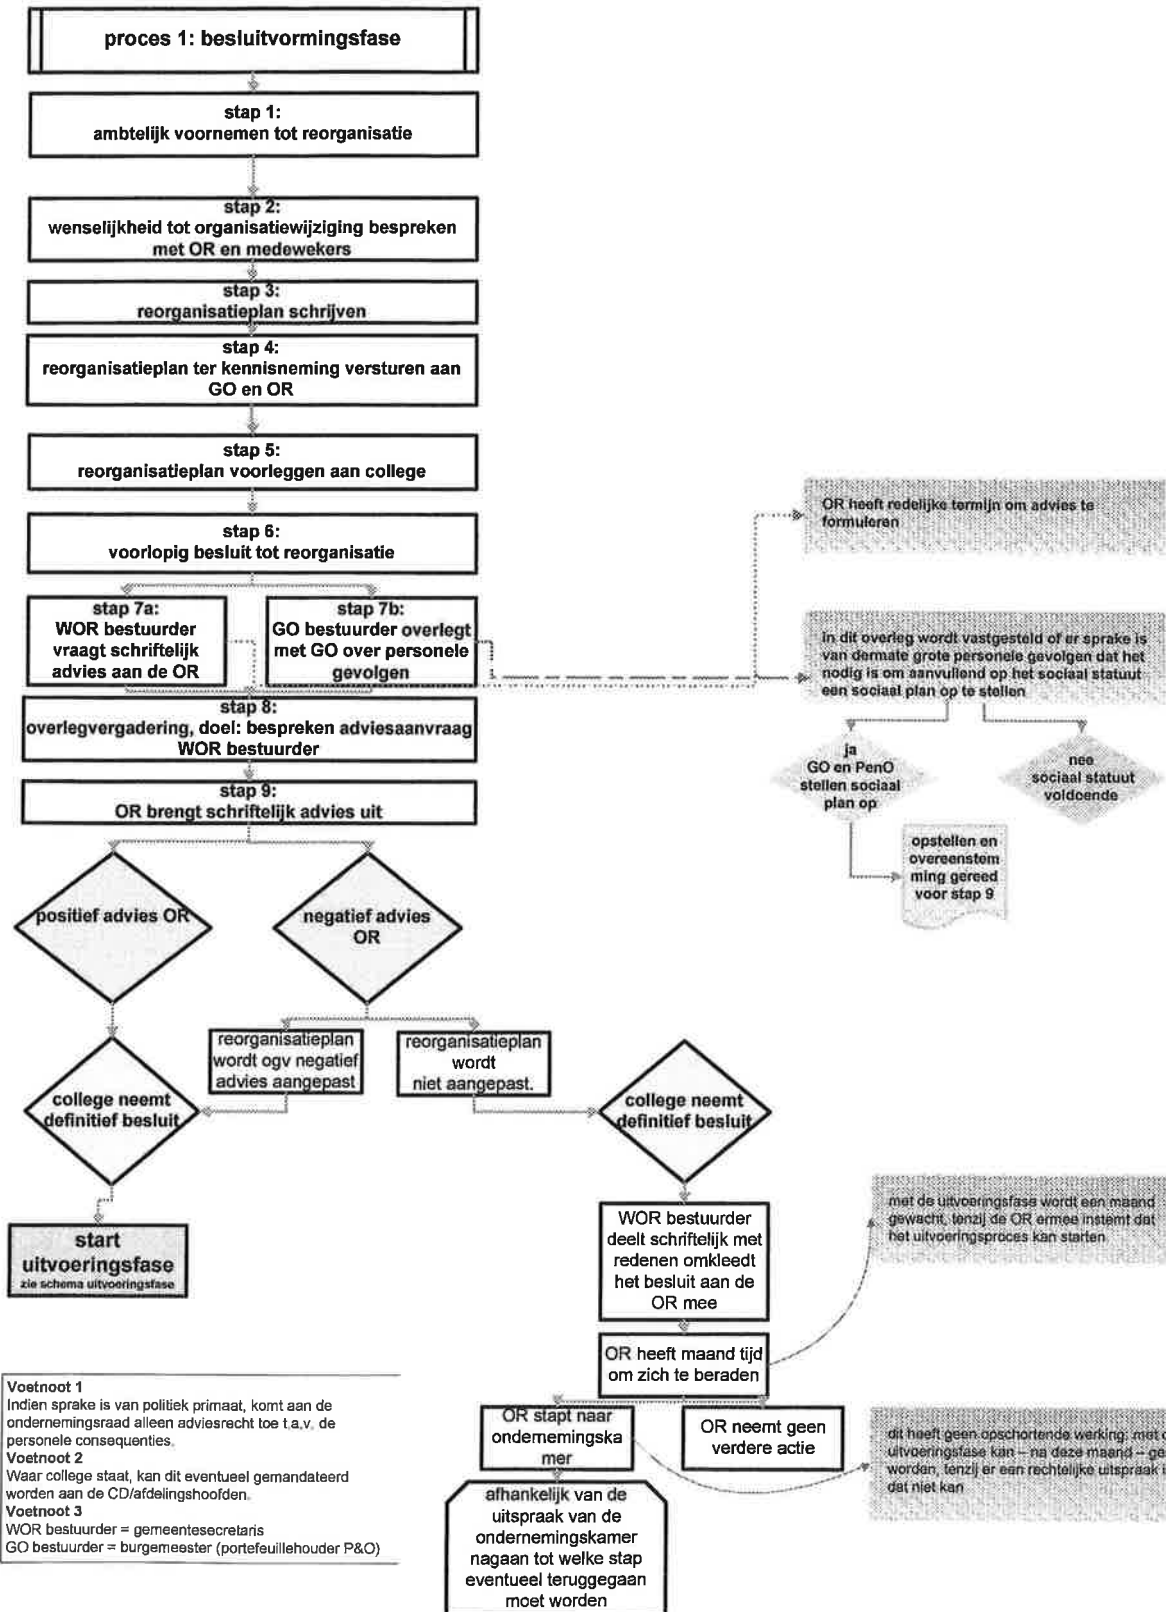 proces 1: besluitvormingsfase
stap 1:
ambtelijk voornemen tot reorganisatie
stap 2:
wenselijkheid tot organisatiewijziging bespreken
met OR en medewekers
stap 3:
reorganisatieplan schrijven
stap 4:
reorganisatieplan ter kennisneming versturen aan
GO en OR
stap 5:
reorganisatieplan voorleggen aan college
stap 6:
voorlopig besluit tot reorganisatie
OR heeft redelijke termijn om advies te
formuleren
stap 7a:
WOR bestuurder
vraagt schriftelijk
advies aan de OR
stap 7b:
GO bestuurder overlegt
met GO over personele
gevolgen
in dit overleg wordt vastgesteld of er sprake is
van dermate grote personele gevolgen dat het
nodig is om aanvullend op het sociaal statuut
een sociaal plan op te stellen
stap 8:
overlegvergadering, doel: bespreken adviesaanvraag
WOR bestuurder
ja
GO en PenO
stellen sociaal
plan op
nee
sociaal statuut
voldoende
stap 9:
OR brengt schriftelijk advies uit
opstellen en
overeenstem
ming gereed
voor stap 9
positief advies OR
negatief advies
OR
reorganisatieplan
wordt ogv negatief
advies aangepast
reorganisatieplan
wordt
niet aangepast.
college neemt
definitief besluit
college neemt
definitief besluit
start
uitvoeringsfase
zie schema uitvoeringsfase
WOR bestuurder
deelt schriftelijk met
redenen omkleedt
het besluit aan de
OR mee
met de uitvoeringsfase wordt een maand
gewacht, tenzij de OR ermee instemt dat
het uitvoeringsproces kan starten
OR heeft maand tijd
om zich te beraden
OR stapt naar
ondernemingska
mer
OR neemt geen
verdere actie
dit heeft geen opschortende werking: met d
uitvoeringsfase kan – na deze maand – ge
worden, tenzij er een rechtelijke uitspraak i
dat niet kan
afhankelijk van de
uitspraak van de
ondernemingskamer
nagaan tot welke stap
eventueel teruggegaan
moet worden
Voetnoot 1
Indien sprake is van politiek primaat, komt aan de
ondernemingsraad alleen adviesrecht toe t.a.v. de
personele consequenties.
Voetnoot 2
Waar college staat, kan dit eventueel gemandateerd
worden aan de CD/afdelingshoofden.
Voetnoot 3
WOR bestuurder = gemeentesecretaris
GO bestuurder = burgemeester (portefeuillehouder P&O)